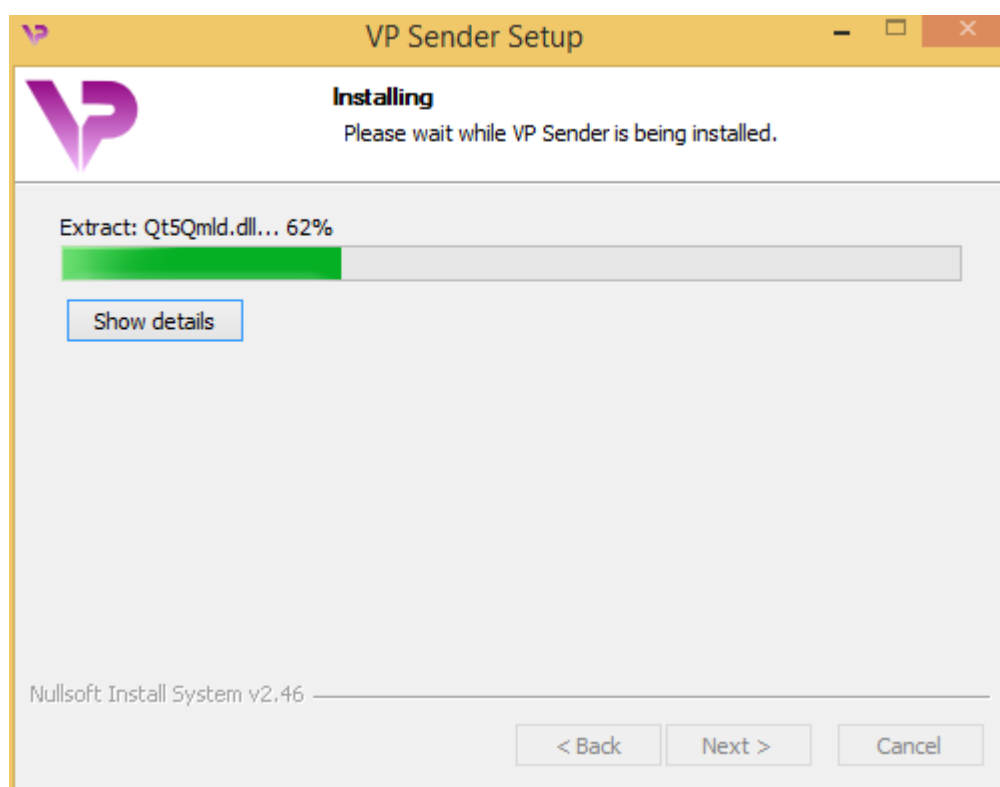 VP Sender Setup
VP
Installing
Please wait while VP Sender is being installed.
Extract: Qt5Qmld.dll... 62%
Show details
Nullsoft Install System v2.46
< Back Next > Cancel